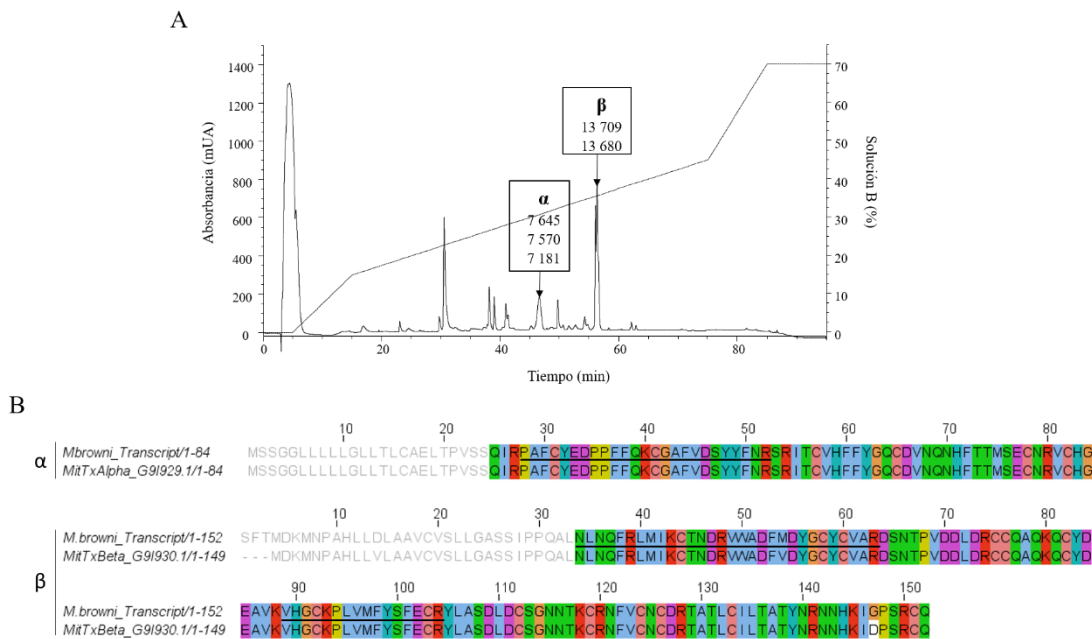 A
1400
1200
1000
800
600
400
200
0
Absorbancia (mUA)
0 20 40 60 80
Tiempo (min)
70
60
50
40
30
20
10
0
Solución B (%)
β
13 709
13 680
α
7 645
7 570
7 181
B
10 20 30 40 50 60 70 80
α
Mbrowni_Transcript/1-84 MSSGGLLLLLGLLTLCAELTPVSSQIRPAFCYEDPPFFQKCGAFVDSYYFNRSRITCVHFFYGQCDVNQNHFTTMSECNRVCHG
MitTxAlpha_G9I929.1/1-84 MSSGGLLLLLGLLTLCAELTPVSSQIRPAFCYEDPPFFQKCGAFVDSYYFNRSRITCVHFFYGQCDVNQNHFTTMSECNRVCHG
10 20 30 40 50 60 70 80
β
M.browni_Transcript/1-152 SFTMDKMNPAHLLDLAAVCVSLLGASSIPPQALNLNQFRLMIKCTNDRVWADFMDYGCYCVARDSNTPVDDLDRCCQAQKQCYD
MitTxBeta_G9I930.1/1-149 ---MDKMNPAHLLVLAAVCVSLLGASSIPPQALNLNQFRLMIKCTNDRVWADFMDYGCYCVARDSNTPVDDLDRCCQAQKQCYD
90 100 110 120 130 140 150
M.browni_Transcript/1-152 EAVKVHGCKPLVMFYSFECRYLASDLDCSGNNTKCRNFVCNCDRTATLCILTATYNRNNHKIGPSRCQ
MitTxBeta_G9I930.1/1-149 EAVKVHGCKPLVMFYSFECRYLASDLDCSGNNTKCRNFVCNCDRTATLCILTATYNRNNHKIDPSRCQ